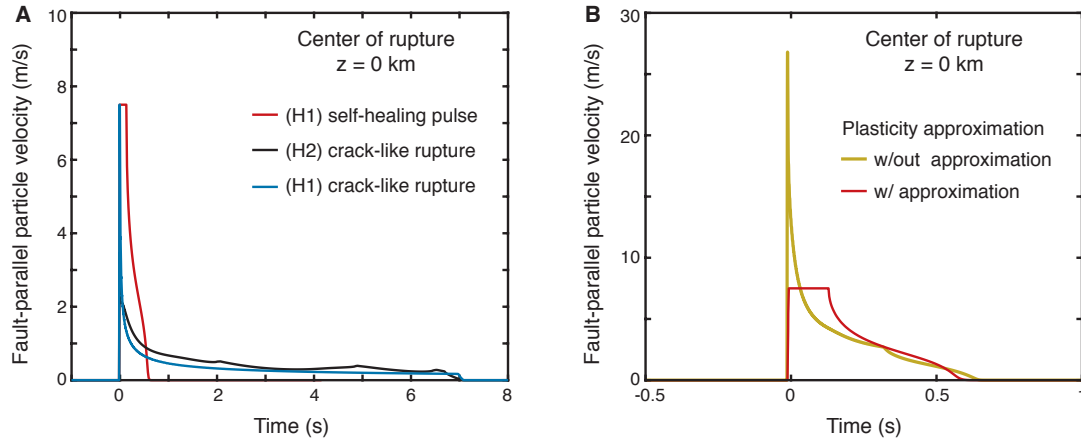 A
10
8
6
4
2
0
Fault-parallel particle velocity (m/s)
Center of rupture
z = 0 km
(H1) self-healing pulse
(H2) crack-like rupture
(H1) crack-like rupture
0 2 4 6 8
Time (s)
B
30
20
10
0
Fault-parallel particle velocity (m/s)
Center of rupture
z = 0 km
Plasticity approximation
w/out approximation
w/ approximation
-0.5 0 0.5 1
Time (s)